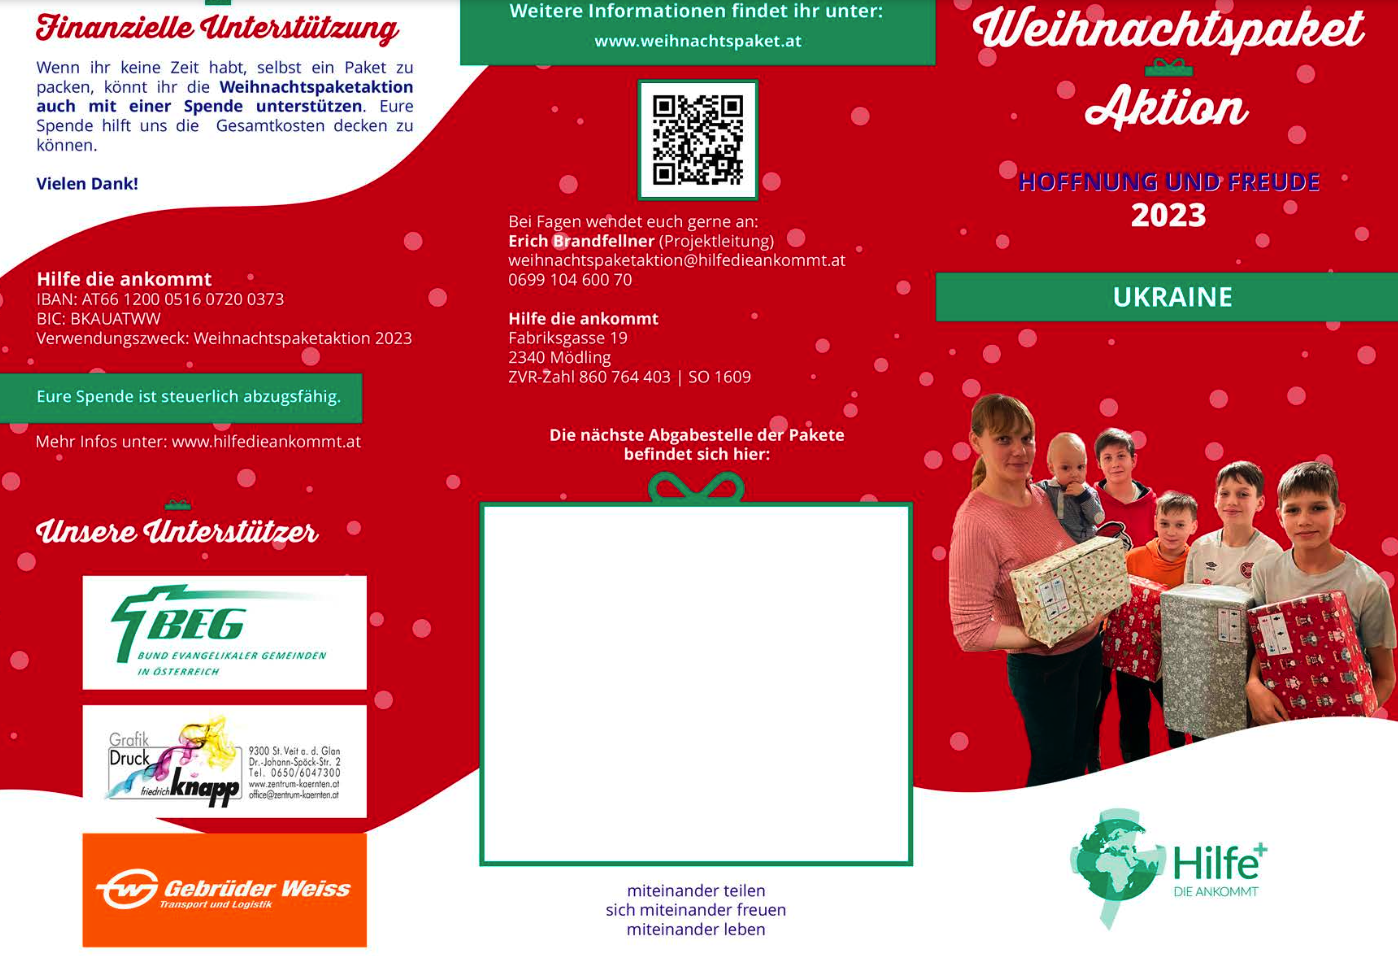 Finanzielle Unterstützung
Wenn ihr keine Zeit habt, selbst ein Paket zu
packen, könnt ihr die Weihnachtspaketaktion
auch mit einer Spende unterstützen. Eure
Spende hilft uns die Gesamtkosten decken zu
können.
Vielen Dank!
Hilfe die ankommt
IBAN: AT66 1200 0516 0720 0373
BIC: BKAUATWW
Verwendungszweck: Weihnachtspaketaktion 2023
Eure Spende ist steuerlich abzugsfähig.
Mehr Infos unter: www.hilfedieankommt.at
Unsere Unterstützer
BEG
BUND EVANGELIKALER GEMEINDEN
IN ÖSTERREICH
Grafik
Druck
friedrich knapp
9300 St. Veit a. d. Glan
Dr.-Johann-Spöck-Str. 2
Tel. 0650/6047300
www.zentrum-kaernten.at
office@zentrum-kaernten.at
Gebrüder Weiss
Transport und Logistik
Weitere Informationen findet ihr unter:
www.weihnachtspaket.at
Bei Fagen wendet euch gerne an:
Erich Brandfellner (Projektleitung)
weihnachtspaketaktion@hilfedieankommt.at
0699 104 600 70
Hilfe die ankommt
Fabriksgasse 19
2340 Mödling
ZVR-Zahl 860 764 403 | SO 1609
Die nächste Abgabestelle der Pakete
befindet sich hier:
miteinander teilen
sich miteinander freuen
miteinander leben
Weihnachtspaket
Aktion
HOFFNUNG UND FREUDE
2023
UKRAINE
Hilfe+
DIE ANKOMMT